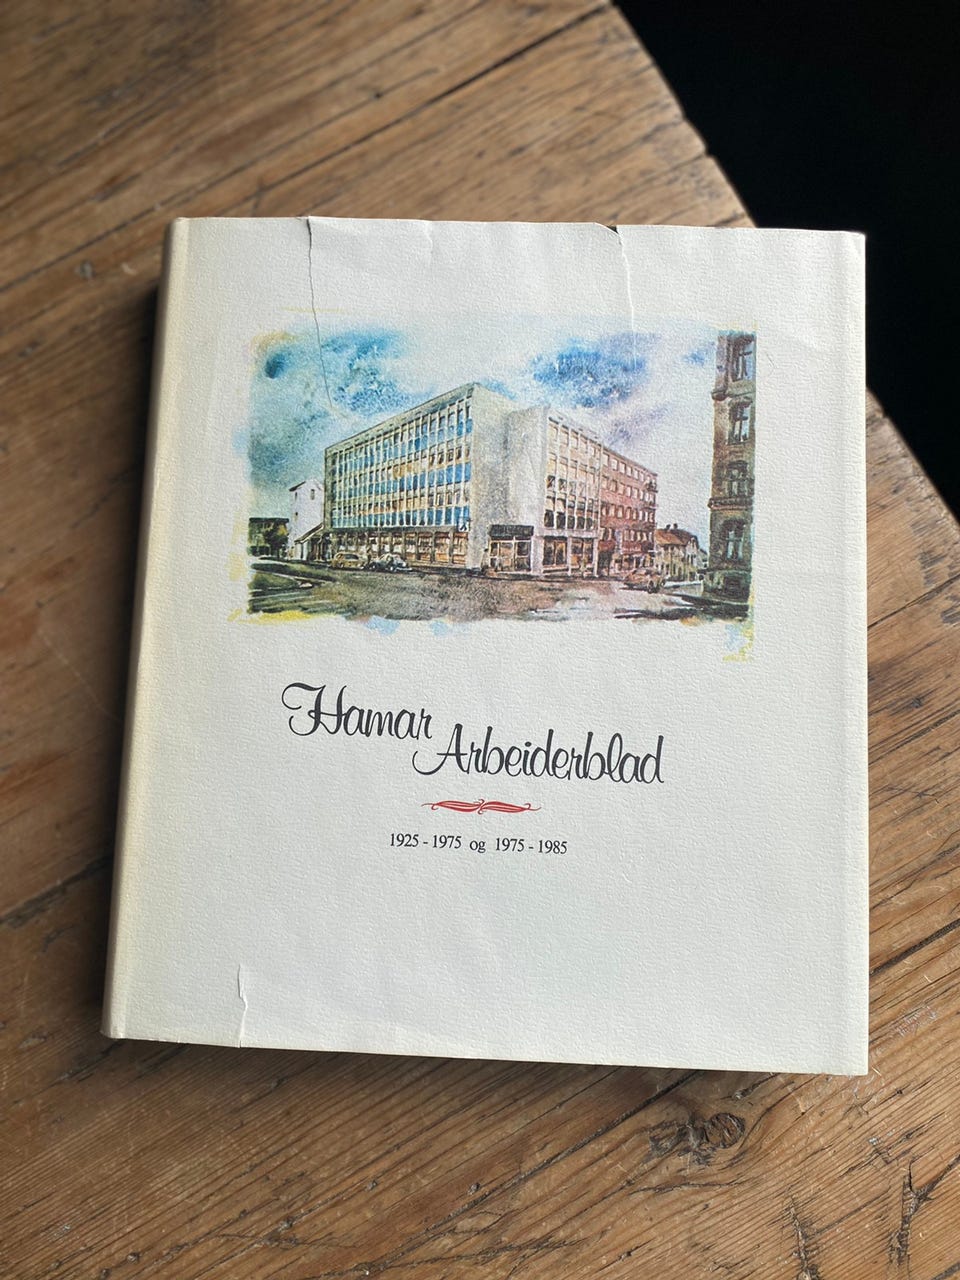 Hamar
Arbeiderblad
1925 - 1975 og 1975 - 1985